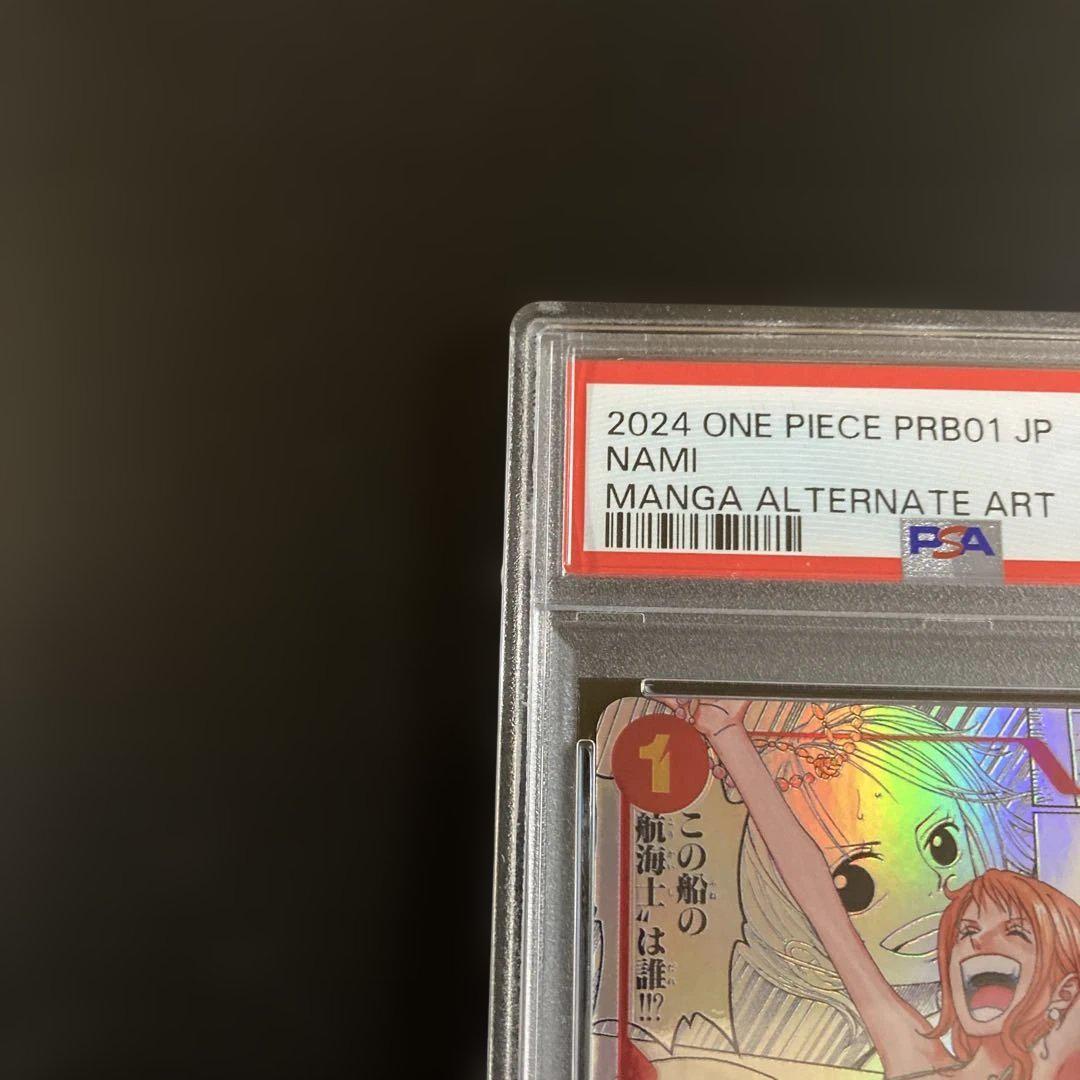 2024 ONE PIECE PRB01 JP
NAMI
MANGA ALTERNATE ART
PSA
1
この船の
航海士〟は誰!!?